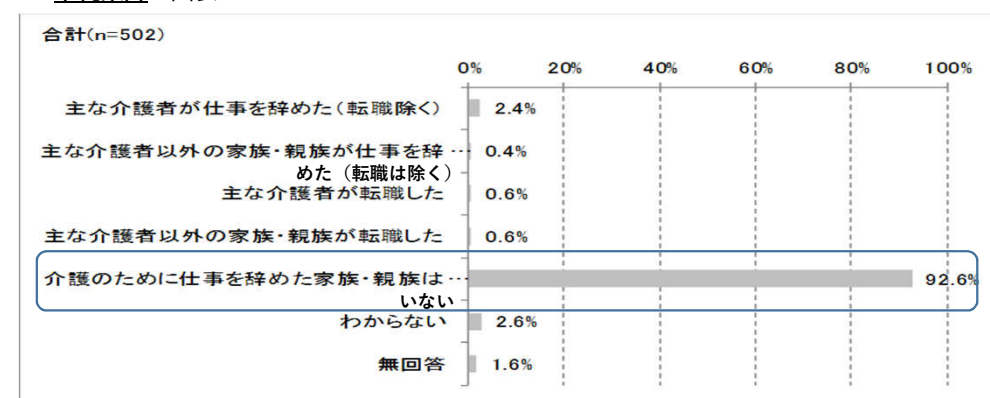 合計(n=502)
0% 20% 40% 60% 80% 100%
主な介護者が仕事を辞めた(転職除く) 2.4%
主な介護者以外の家族・親族が仕事を辞… 0.4%
めた（転職は除く）
主な介護者が転職した 0.6%
主な介護者以外の家族・親族が転職した 0.6%
介護のために仕事を辞めた家族・親族は… 92.6%
いない
わからない 2.6%
無回答 1.6%